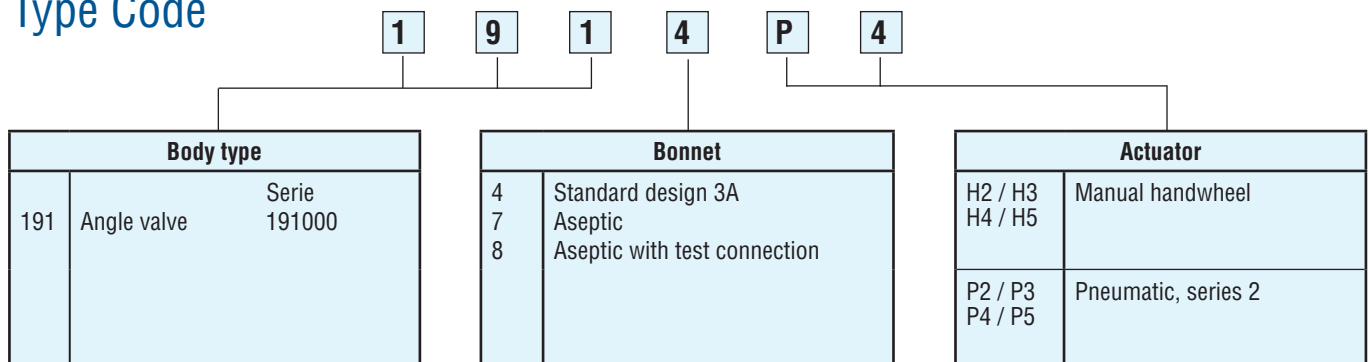 Type Code
1 9 1 4 P 4
Body type
Serie
191 Angle valve 191000
Bonnet
4 Standard design 3A
7 Aseptic
8 Aseptic with test connection
Actuator
H2 / H3 Manual handwheel
H4 / H5
P2 / P3 Pneumatic, series 2
P4 / P5